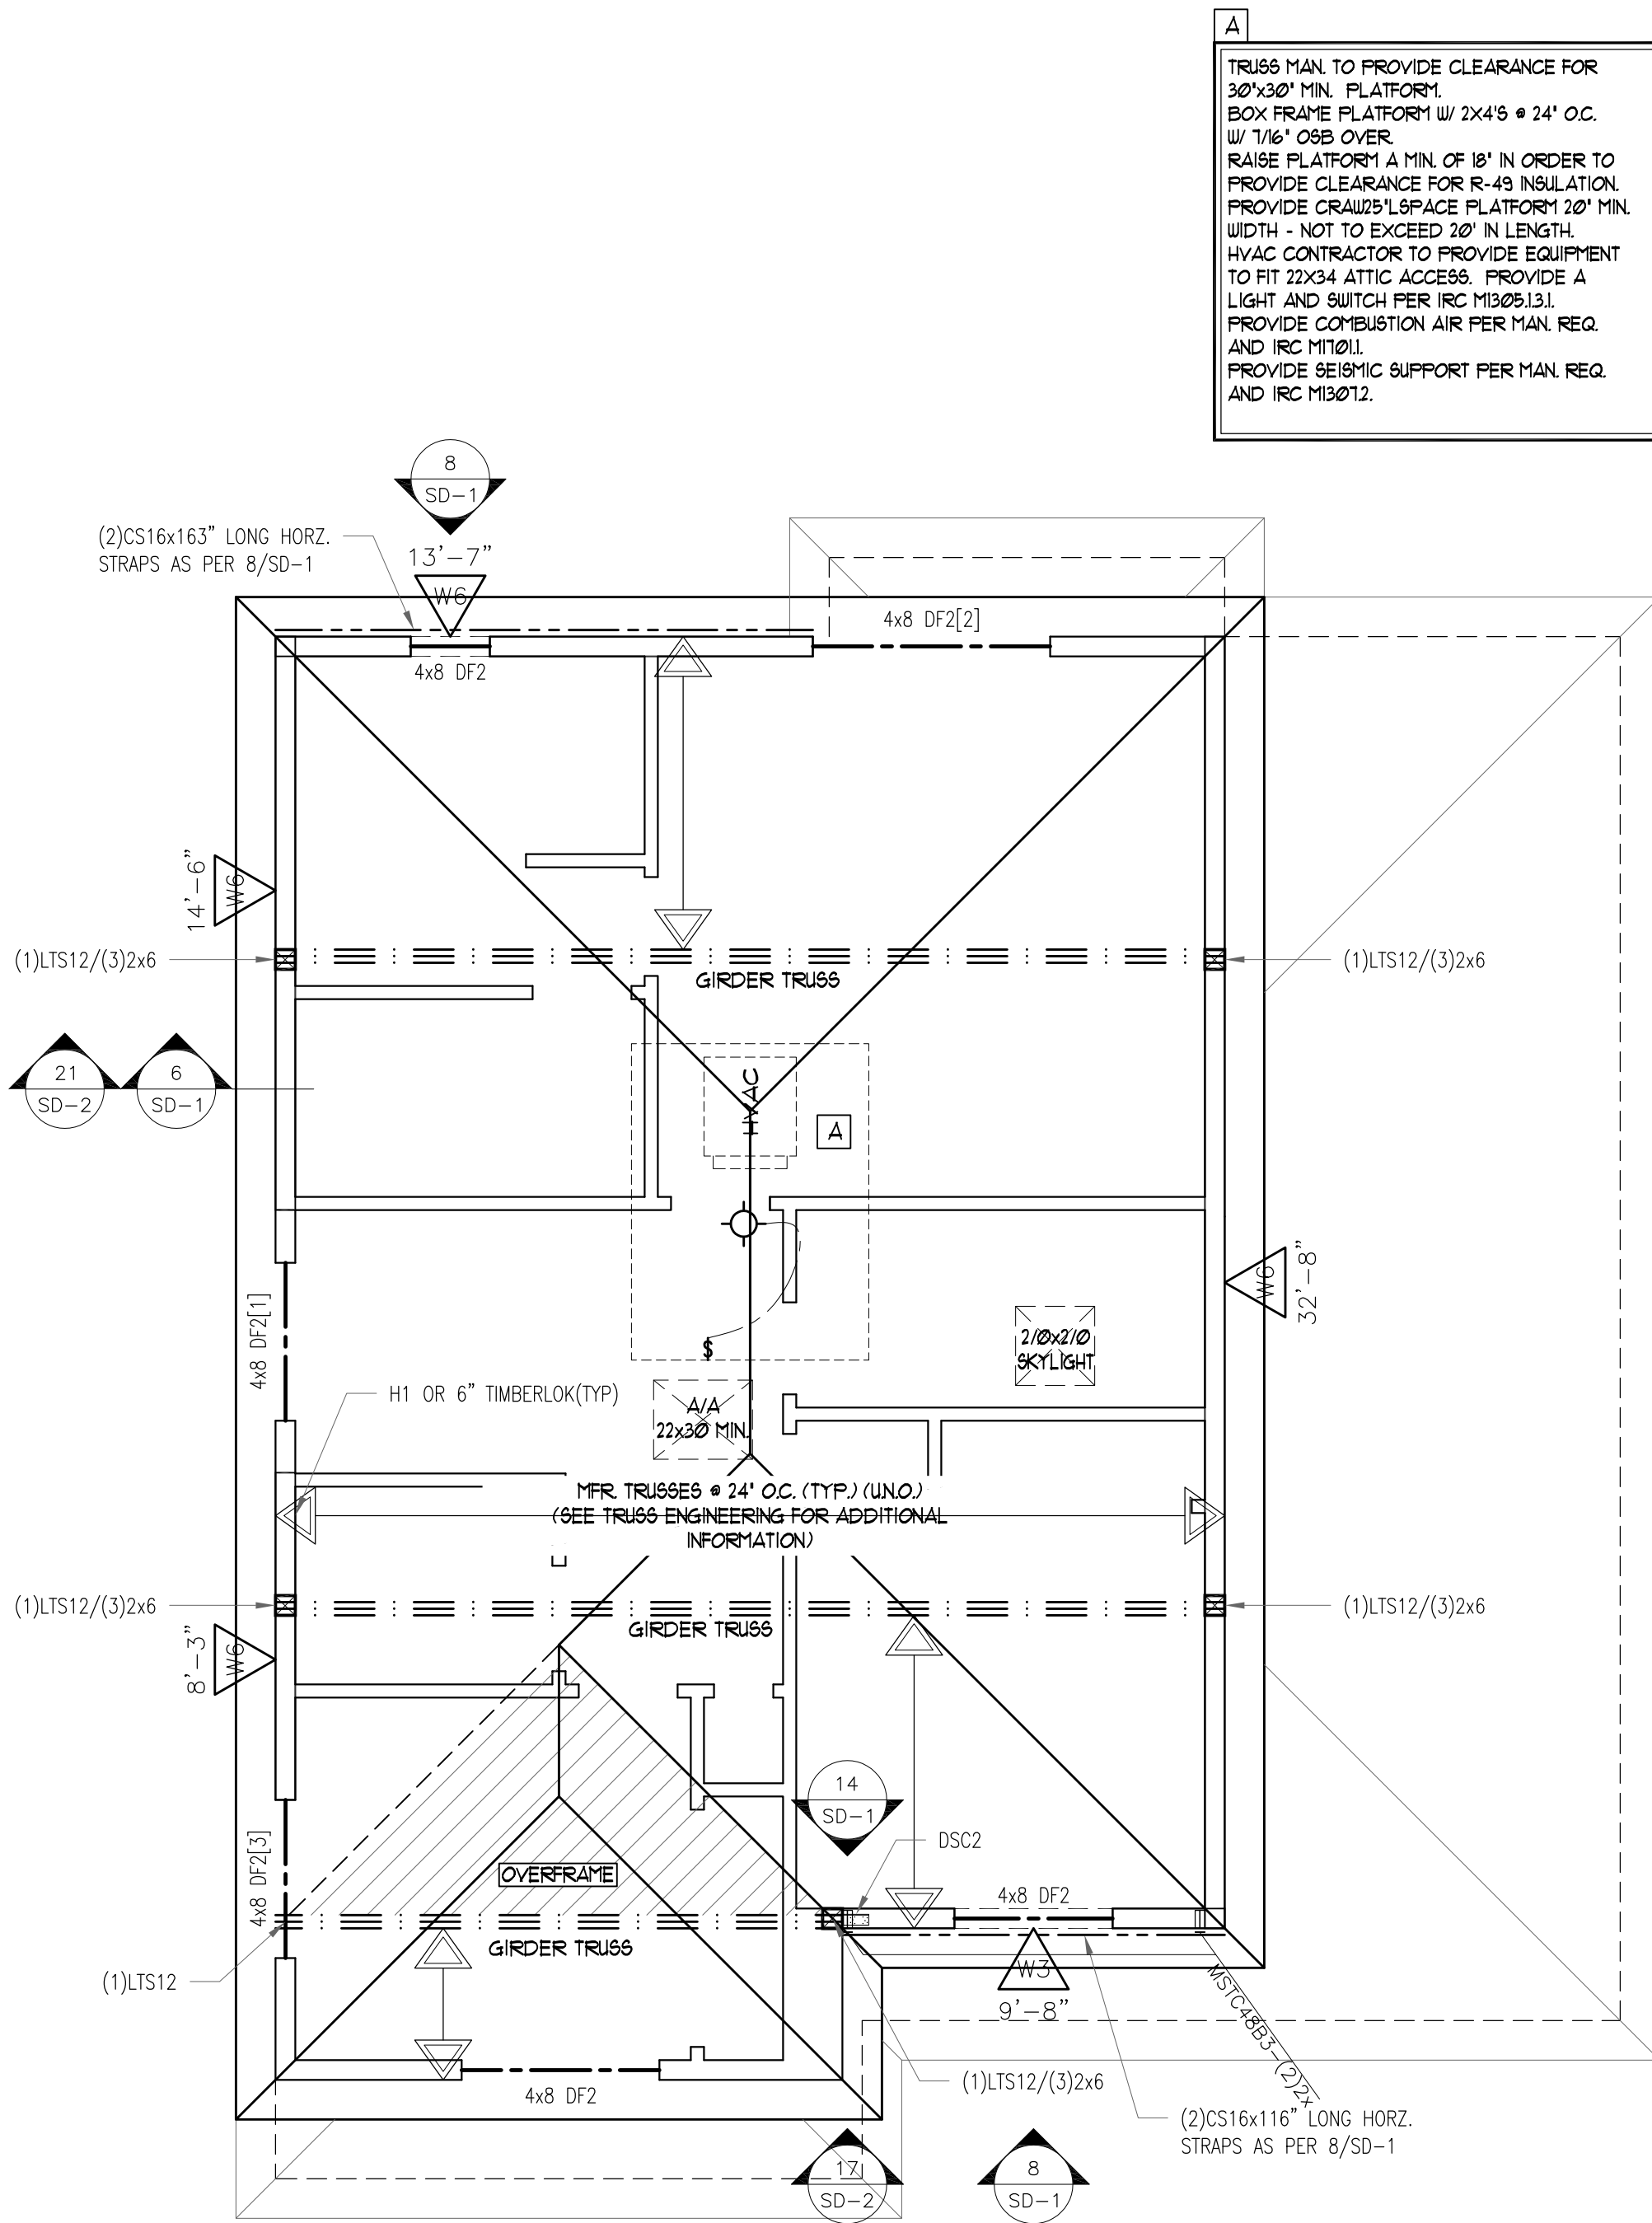 A
TRUSS MAN. TO PROVIDE CLEARANCE FOR
30"x30" MIN. PLATFORM.
BOX FRAME PLATFORM W/ 2X4'S @ 24" O.C.
W/ 7/16" OSB OVER.
RAISE PLATFORM A MIN. OF 18" IN ORDER TO
PROVIDE CLEARANCE FOR R-49 INSULATION.
PROVIDE CRAW25"LSPACE PLATFORM 20" MIN.
WIDTH - NOT TO EXCEED 20' IN LENGTH.
HVAC CONTRACTOR TO PROVIDE EQUIPMENT
TO FIT 22X34 ATTIC ACCESS. PROVIDE A
LIGHT AND SWITCH PER IRC M1305.1.3.1.
PROVIDE COMBUSTION AIR PER MAN. REQ.
AND IRC M1701.1.
PROVIDE SEISMIC SUPPORT PER MAN. REQ.
AND IRC M1307.2.
8
SD-1
(2)CS16x163" LONG HORZ.
STRAPS AS PER 8/SD-1
13'-7"
W6
4x8 DF2
4x8 DF2[2]
14'-6"
W6
(1)LTS12/(3)2x6
GIRDER TRUSS
(1)LTS12/(3)2x6
21
SD-2
6
SD-1
HVAC
A
W6
32'-8"
4x8 DF2[1]
2/0x2/0
SKYLIGHT
$
H1 OR 6" TIMBERLOK(TYP)
A/A
22x30 MIN.
MFR. TRUSSES @ 24" O.C. (TYP.) (U.N.O.)
(SEE TRUSS ENGINEERING FOR ADDITIONAL
INFORMATION)
(1)LTS12/(3)2x6
GIRDER TRUSS
(1)LTS12/(3)2x6
8'-3"
W6
14
SD-1
DSC2
4x8 DF2[3]
OVERFRAME
4x8 DF2
GIRDER TRUSS
(1)LTS12
W3
9'-8"
MSTC48B3-(2)2x
(1)LTS12/(3)2x6
4x8 DF2
(2)CS16x116" LONG HORZ.
STRAPS AS PER 8/SD-1
17
SD-2
8
SD-1